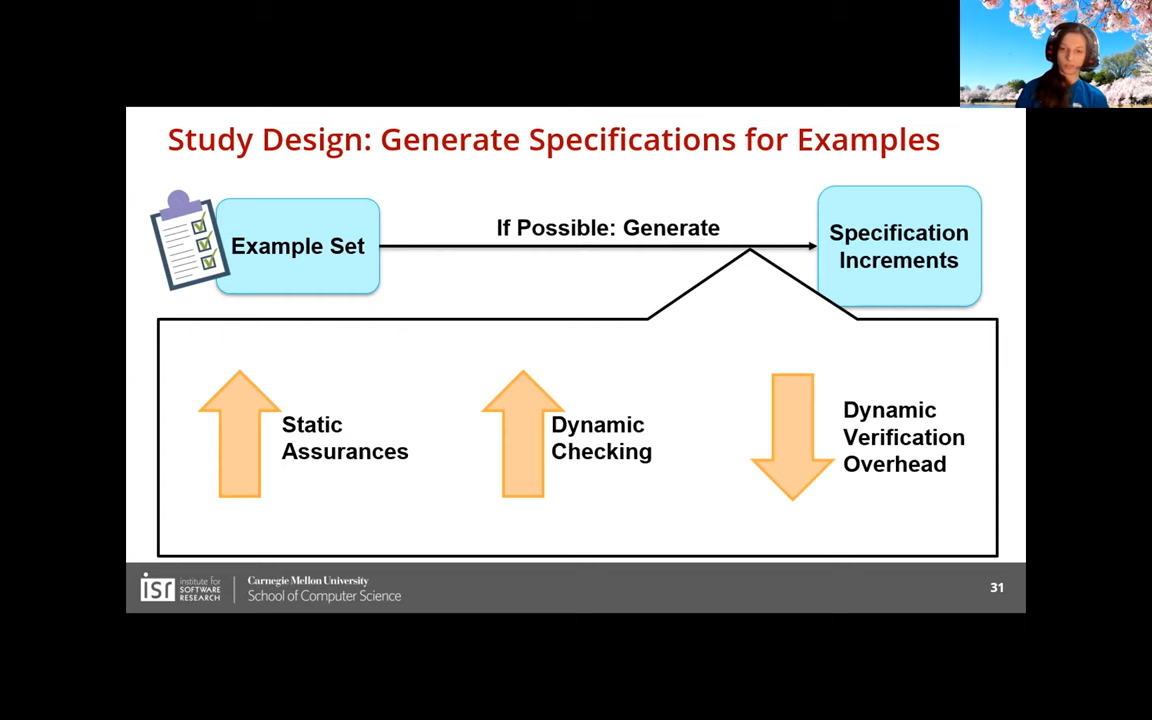 Study Design: Generate Specifications for Examples
Example Set
If Possible: Generate
Specification
Increments
Static
Assurances
Dynamic
Checking
Dynamic
Verification
Overhead
isr
institute for
SOFTWARE
RESEARCH
Carnegie Mellon University
School of Computer Science
31